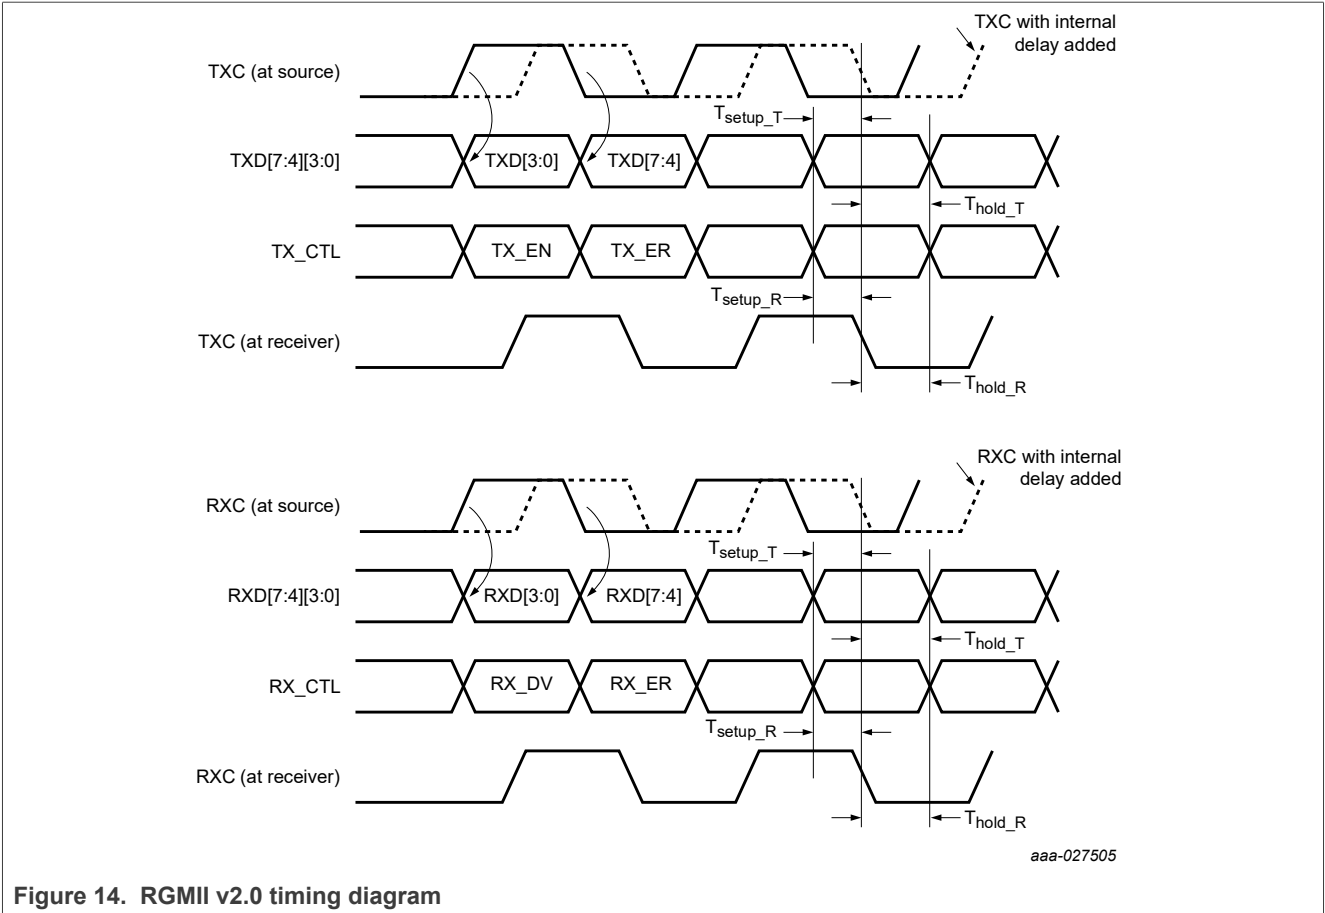 TXC with internal
delay added
TXC (at source)
Tsetup_T
TXD[7:4][3:0]
TXD[3:0]
TXD[7:4]
Thold_T
TX_CTL
TX_EN
TX_ER
Tsetup_R
TXC (at receiver)
Thold_R
RXC with internal
delay added
RXC (at source)
Tsetup_T
RXD[7:4][3:0]
RXD[3:0]
RXD[7:4]
Thold_T
RX_CTL
RX_DV
RX_ER
Tsetup_R
RXC (at receiver)
Thold_R
aaa-027505
Figure 14. RGMII v2.0 timing diagram